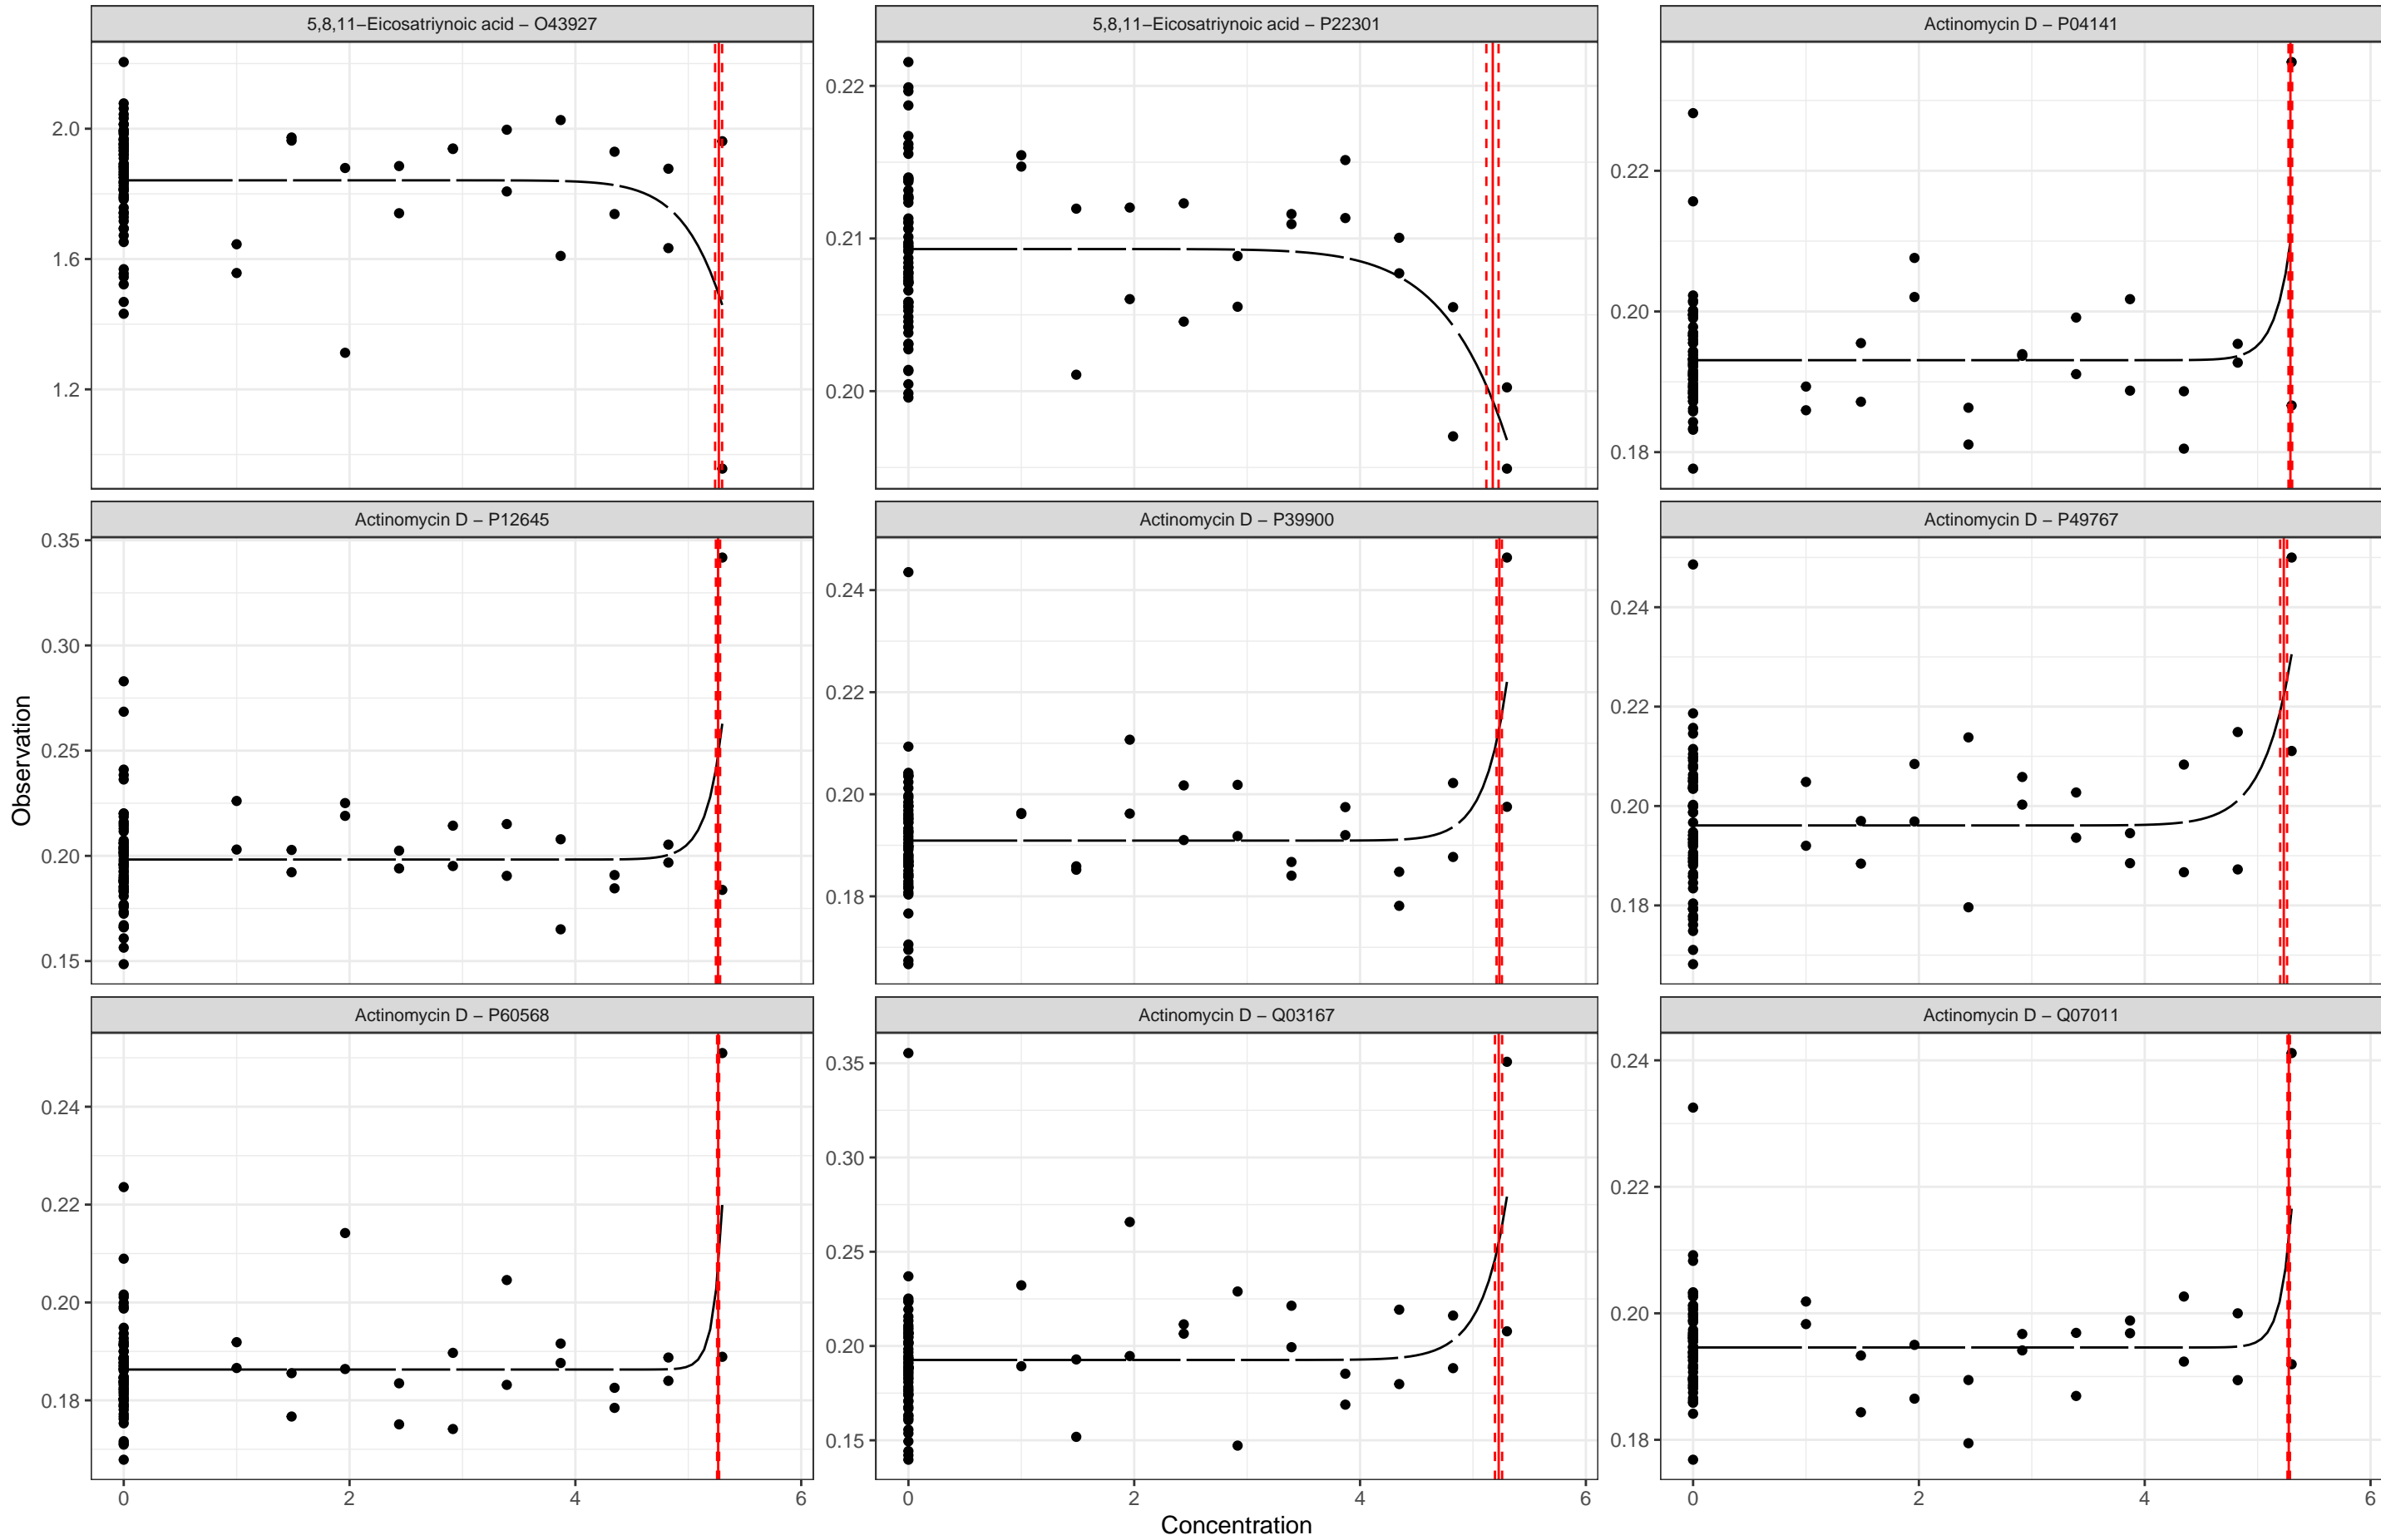 5,8,11−Eicosatriynoic acid − O43927
5,8,11−Eicosatriynoic acid − P22301
Actinomycin D − P04141
2.0
1.6
1.2
0.22
0.21
0.20
0.22
0.20
0.18
Actinomycin D − P12645
Actinomycin D − P39900
Actinomycin D − P49767
0.35
0.30
0.25
0.20
0.15
0.24
0.22
0.20
0.18
0.24
0.22
0.20
0.18
Actinomycin D − P60568
Actinomycin D − Q03167
Actinomycin D − Q07011
0.24
0.22
0.20
0.18
0.35
0.30
0.25
0.20
0.15
0.24
0.22
0.20
0.18
0 2 4 6
0 2 4 6
0 2 4 6
Observation
Concentration